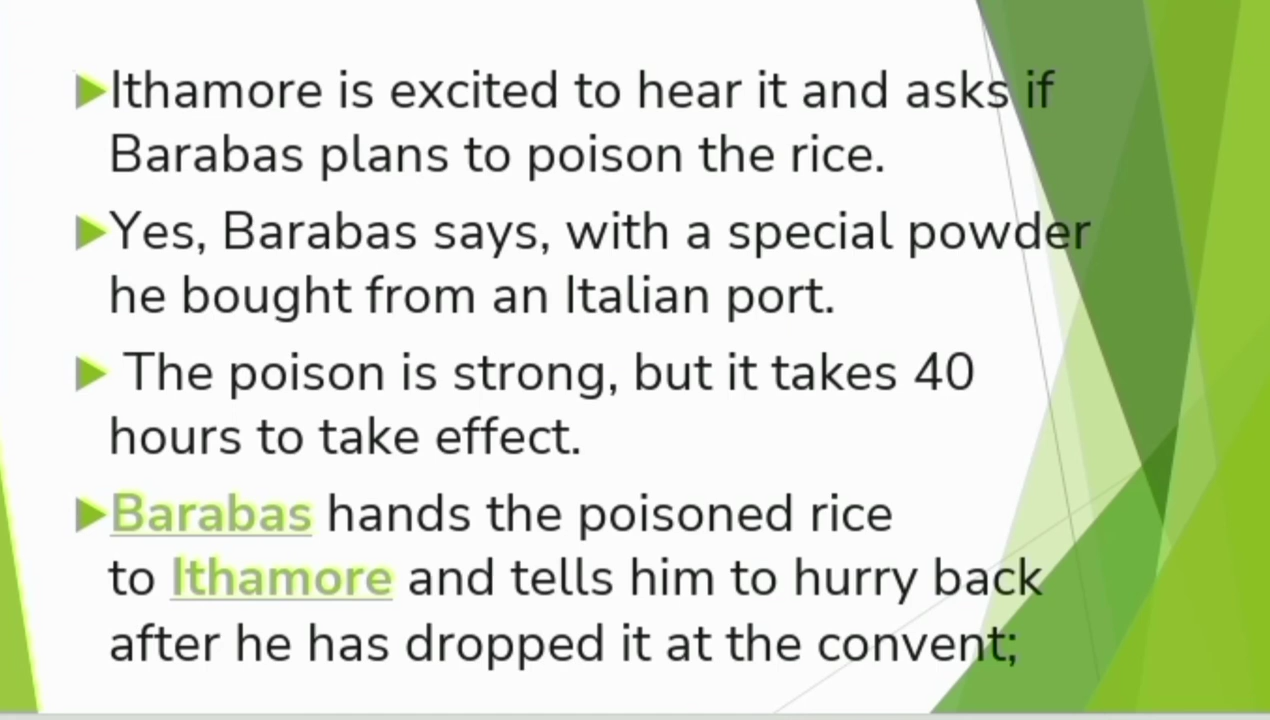 Ithamore is excited to hear it and asks if
Barabas plans to poison the rice.
Yes, Barabas says, with a special powder
he bought from an Italian port.
The poison is strong, but it takes 40
hours to take effect.
Barabas hands the poisoned rice
to Ithamore and tells him to hurry back
after he has dropped it at the convent;